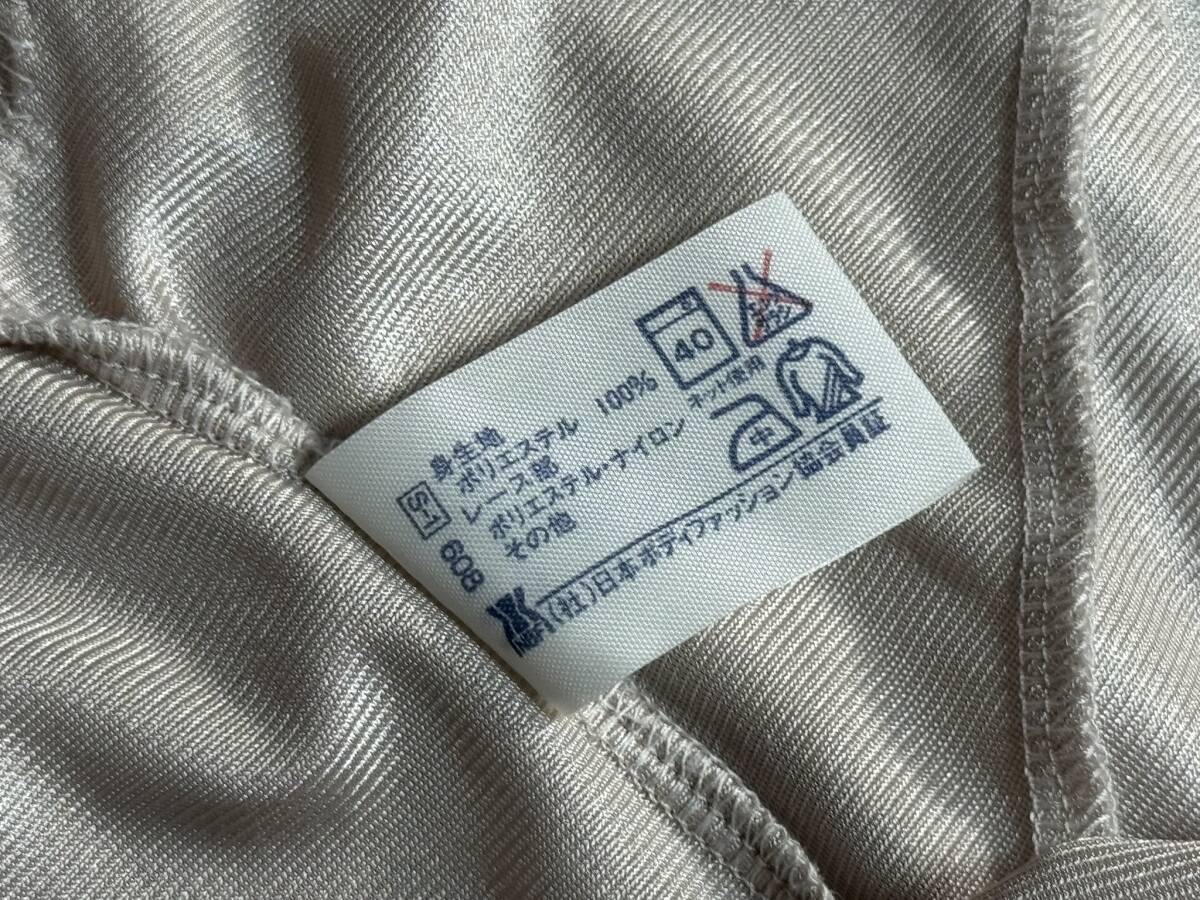 40
ネット使用
中
身生地
ポリエステル 100%
レース部
ポリエステル・ナイロン
その他
S-1 608
(社)日本ボディファッション協会会員証